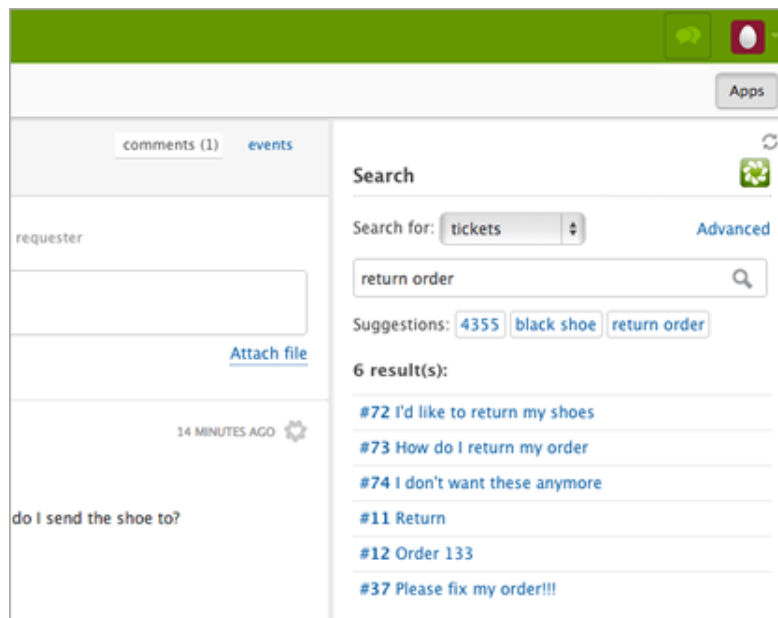 Apps
comments (1) events
requester
Attach file
14 MINUTES AGO
do I send the shoe to?
Search
Search for: tickets Advanced
return order
Suggestions: 4355 black shoe return order
6 result(s):
#72 I'd like to return my shoes
#73 How do I return my order
#74 I don't want these anymore
#11 Return
#12 Order 133
#37 Please fix my order!!!